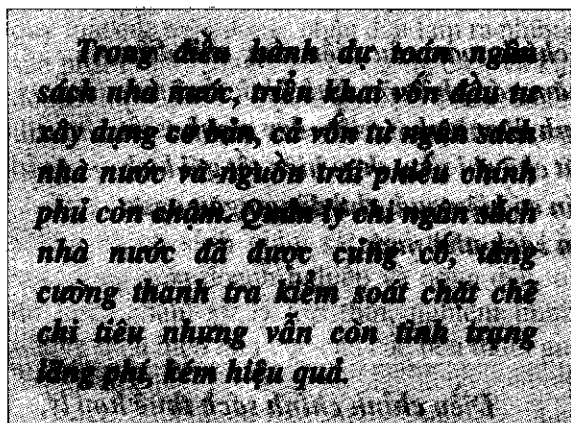 Trong điều hành dự toán ngân
sách nhà nước, triển khai vốn đầu tư
xây dựng cơ bản, cả vốn từ ngân sách
nhà nước và nguồn trái phiếu chính
phủ còn chậm. Quản lý chi ngân sách
nhà nước đã được củng cố, tăng
cường thanh tra kiểm soát chặt chẽ
chi tiêu nhưng vẫn còn tình trạng
lãng phí, kém hiệu quả.